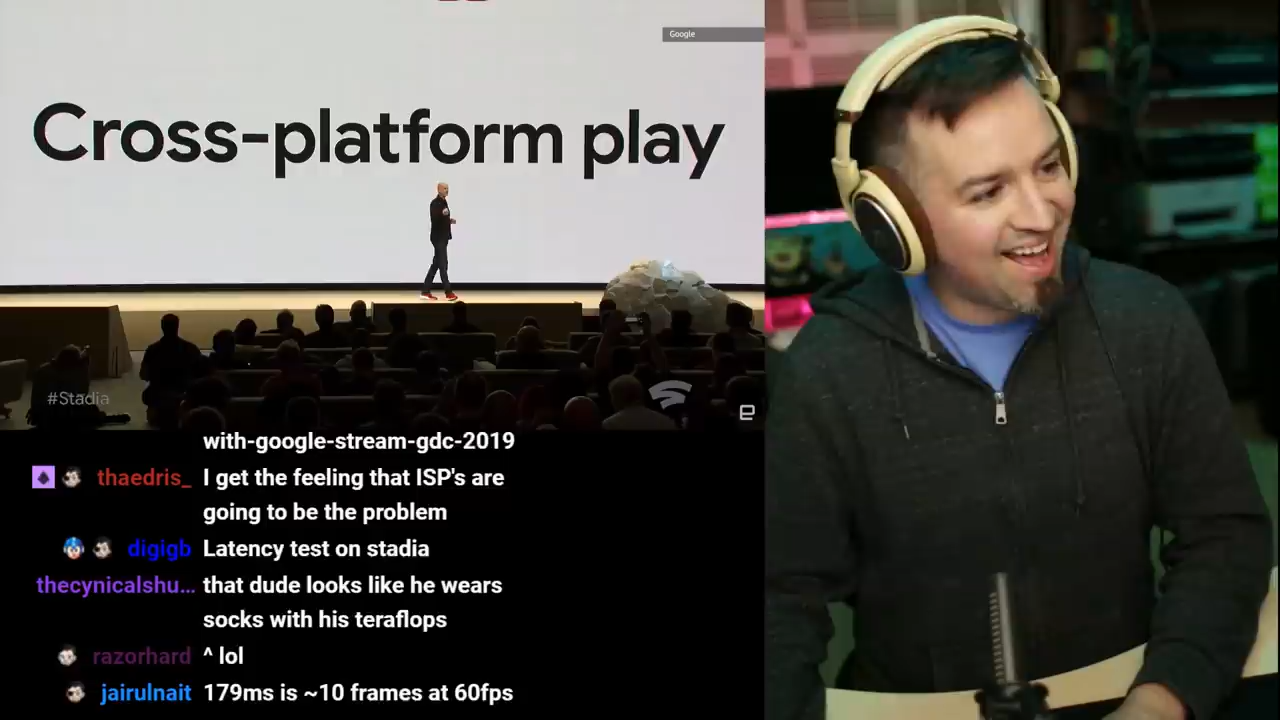 Google
Cross-platform play
#Stadia
with-google-stream-gdc-2019
thaedris_ I get the feeling that ISP's are
going to be the problem
digigb Latency test on stadia
thecynicalshu... that dude looks like he wears
socks with his teraflops
razorhard ^ lol
jairulnait 179ms is ~10 frames at 60fps